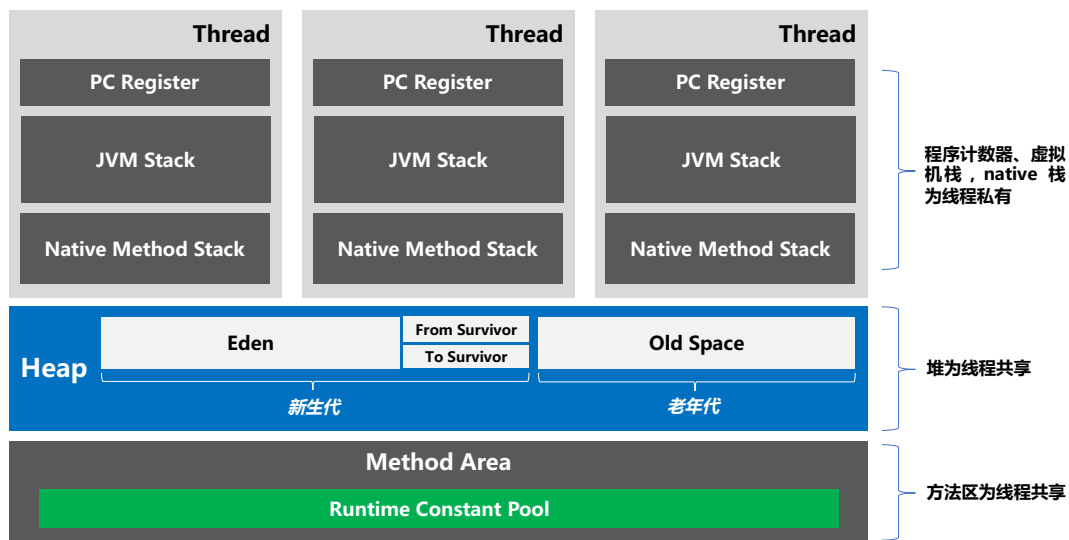 Thread
PC Register
JVM Stack
Native Method Stack
Thread
PC Register
JVM Stack
Native Method Stack
Thread
PC Register
JVM Stack
Native Method Stack
程序计数器、虚拟
机栈，native 栈
为线程私有
Heap
Eden
From Survivor
To Survivor
Old Space
新生代
老年代
堆为线程共享
Method Area
Runtime Constant Pool
方法区为线程共享